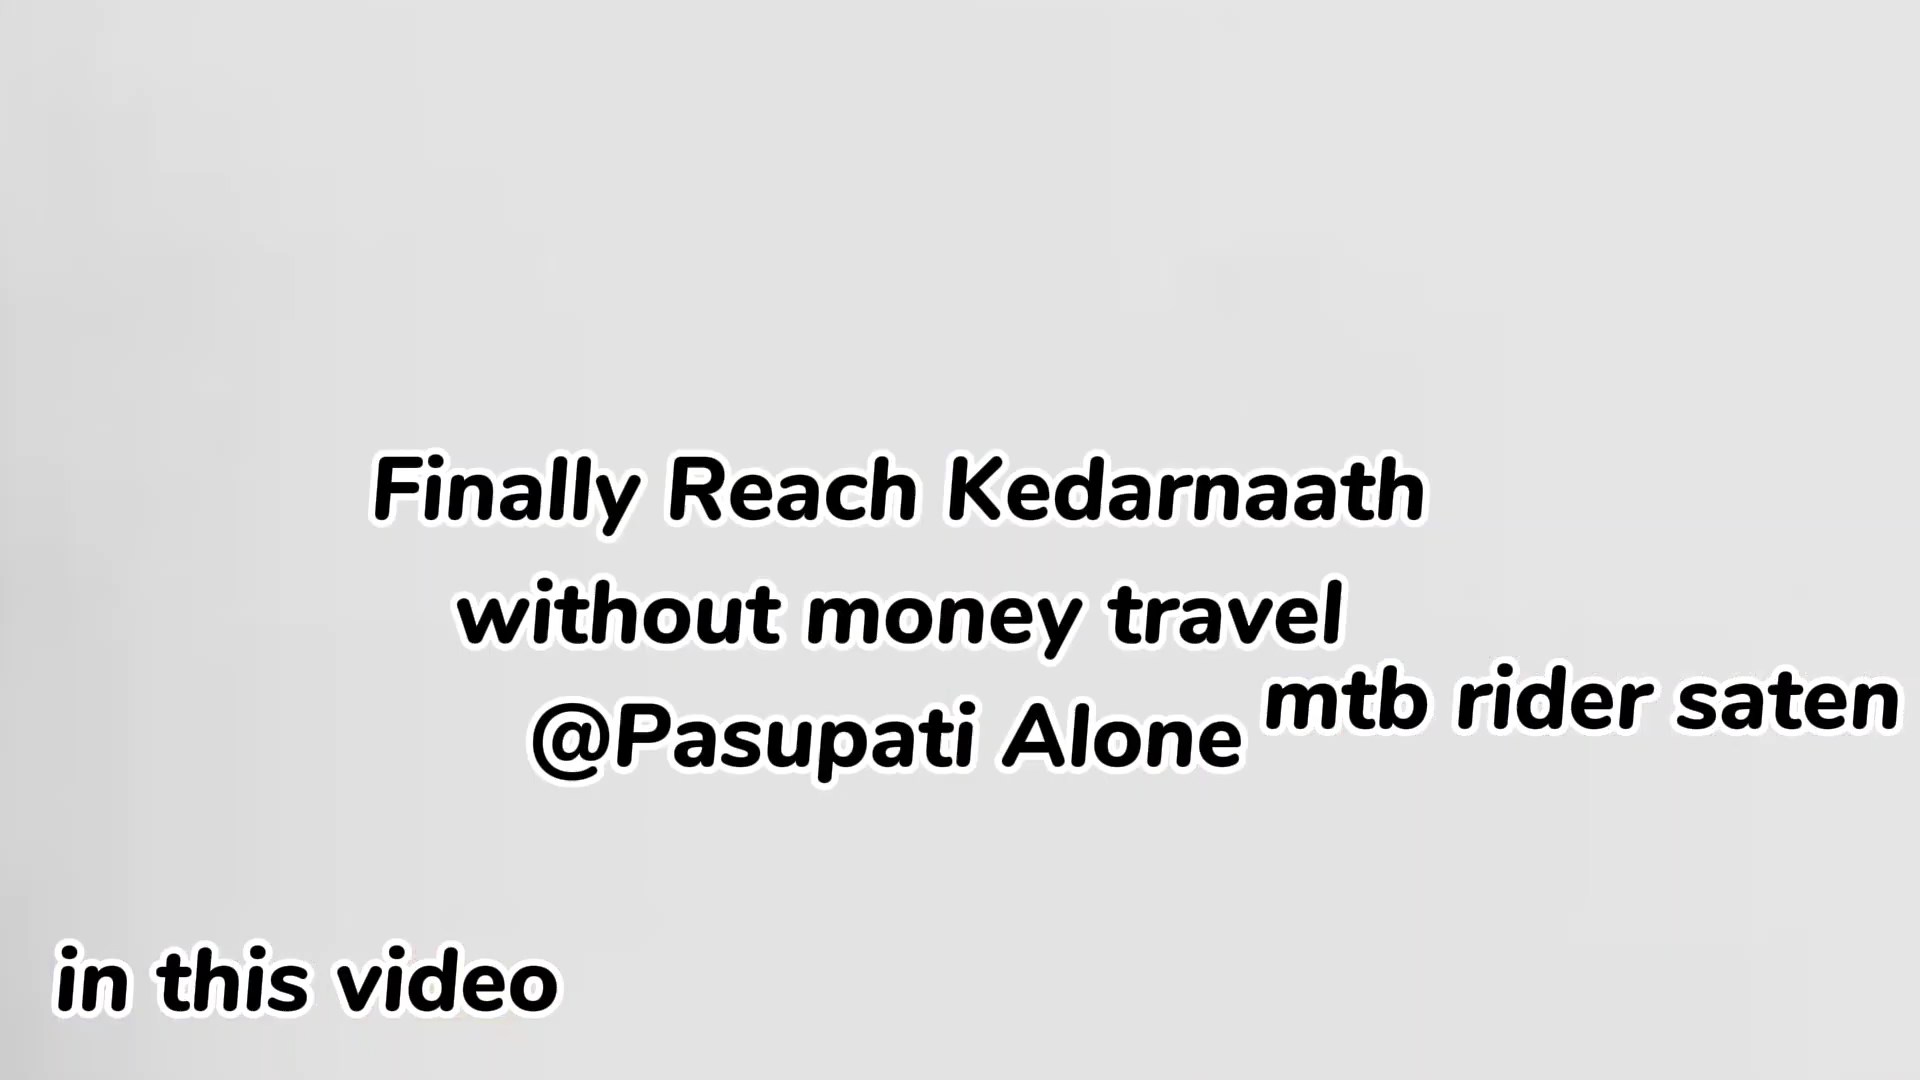 Finally Reach Kedarnaath
without money travel
@Pasupati Alone
mtb rider saten
in this video